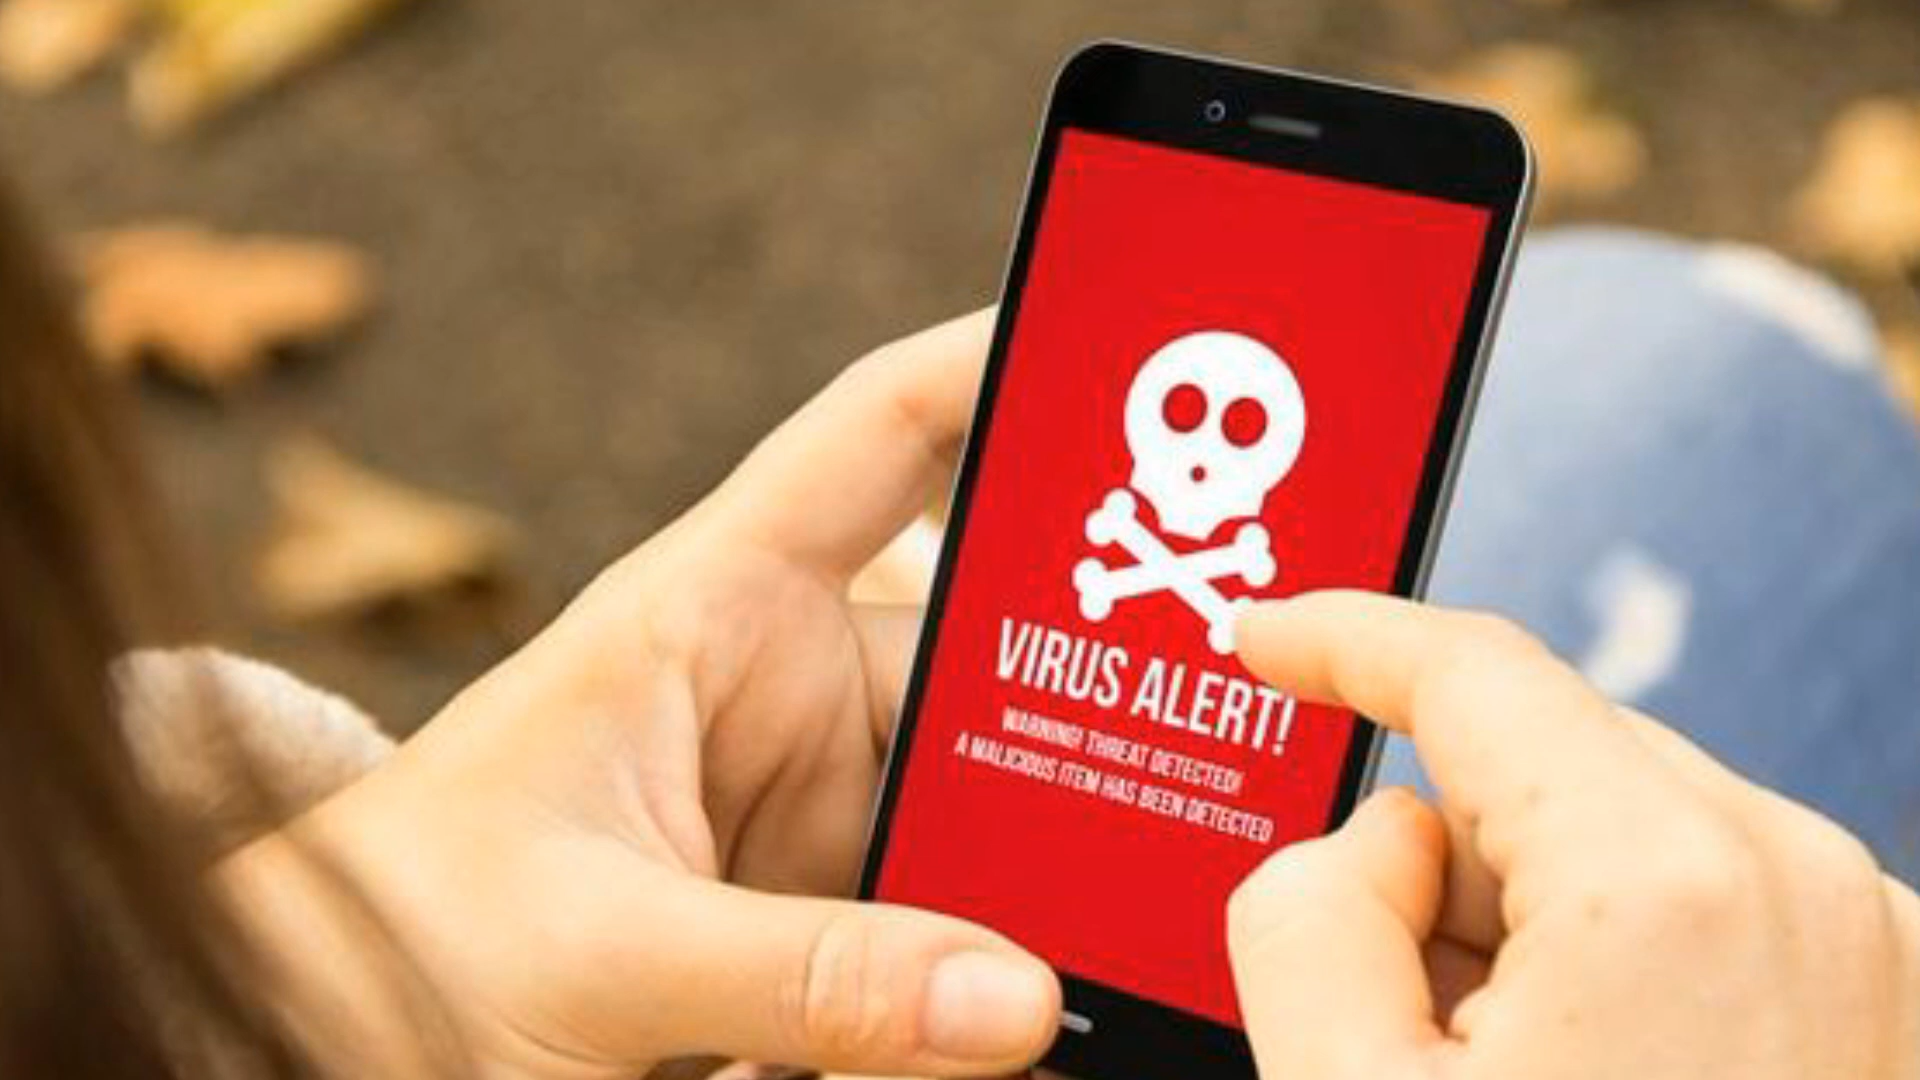 VIRUS ALERT!
WARNING! THREAT DETECTED!
A MALICIOUS ITEM HAS BEEN DETECTED